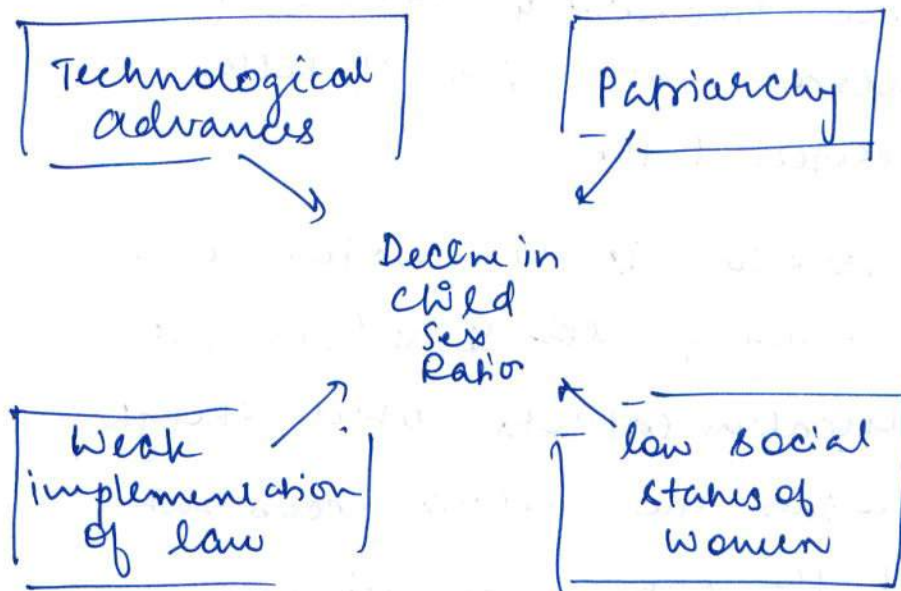 Technological
Advances
Patriarchy
Decline in
Child
Sex
Ratio
Weak
implementation
of law
low social
status of
women